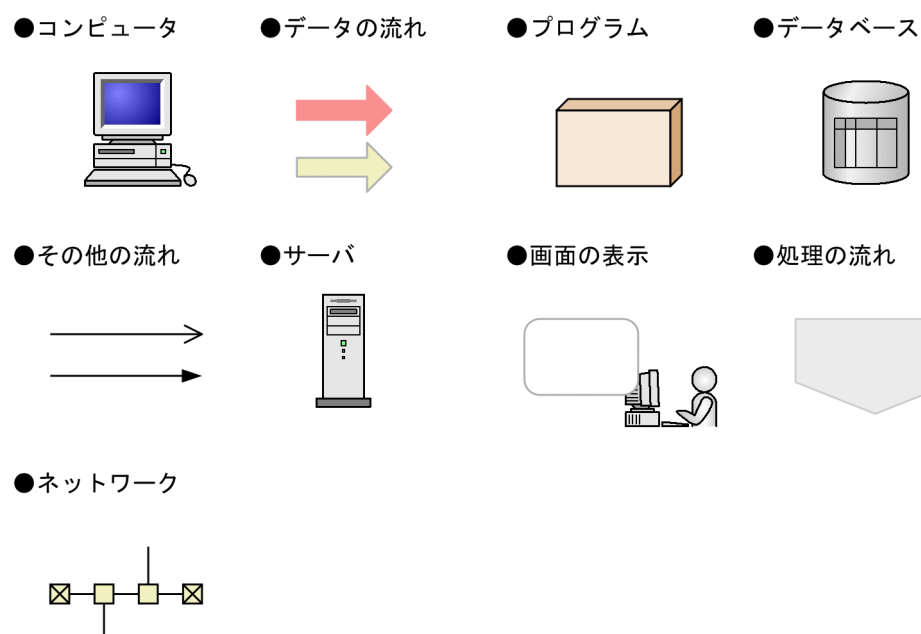 ●コンピュータ
●データの流れ
●プログラム
●データベース
●その他の流れ
●サーバ
●画面の表示
●処理の流れ
●ネットワーク